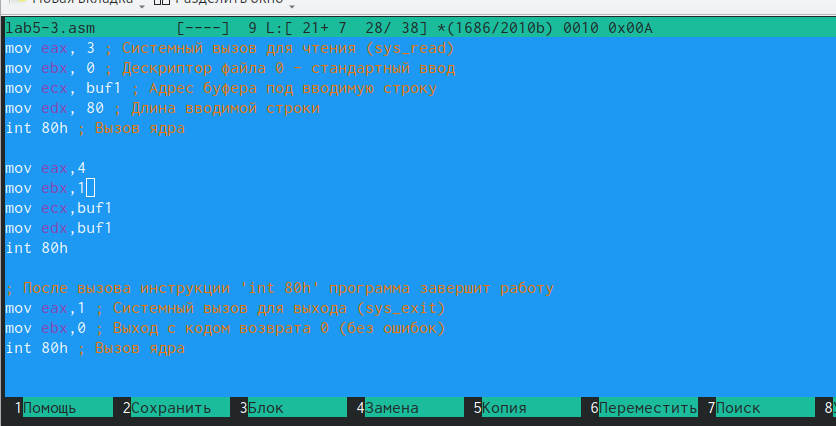 Новая вкладка Разделить окно
lab5-3.asm [----] 9 L:[ 21+ 7 28/ 38] *(1686/2010b) 0010 0x00A
mov eax, 3 ; Системный вызов для чтения (sys_read)
mov ebx, 0 ; Дескриптор файла 0 - стандартный ввод
mov ecx, buf1 ; Адрес буфера под вводимую строку
mov edx, 80 ; Длина вводимой строки
int 80h ; Вызов ядра
mov eax,4
mov ebx,1
mov ecx,buf1
mov edx,buf1
int 80h
; После вызова инструкции 'int 80h' программа завершит работу
mov eax,1 ; Системный вызов для выхода (sys_exit)
mov ebx,0 ; Выход с кодом возврата 0 (без ошибок)
int 80h ; Вызов ядра
1Помощь 2Сохранить 3Блок 4Замена 5Копия 6Переместить 7Поиск 8